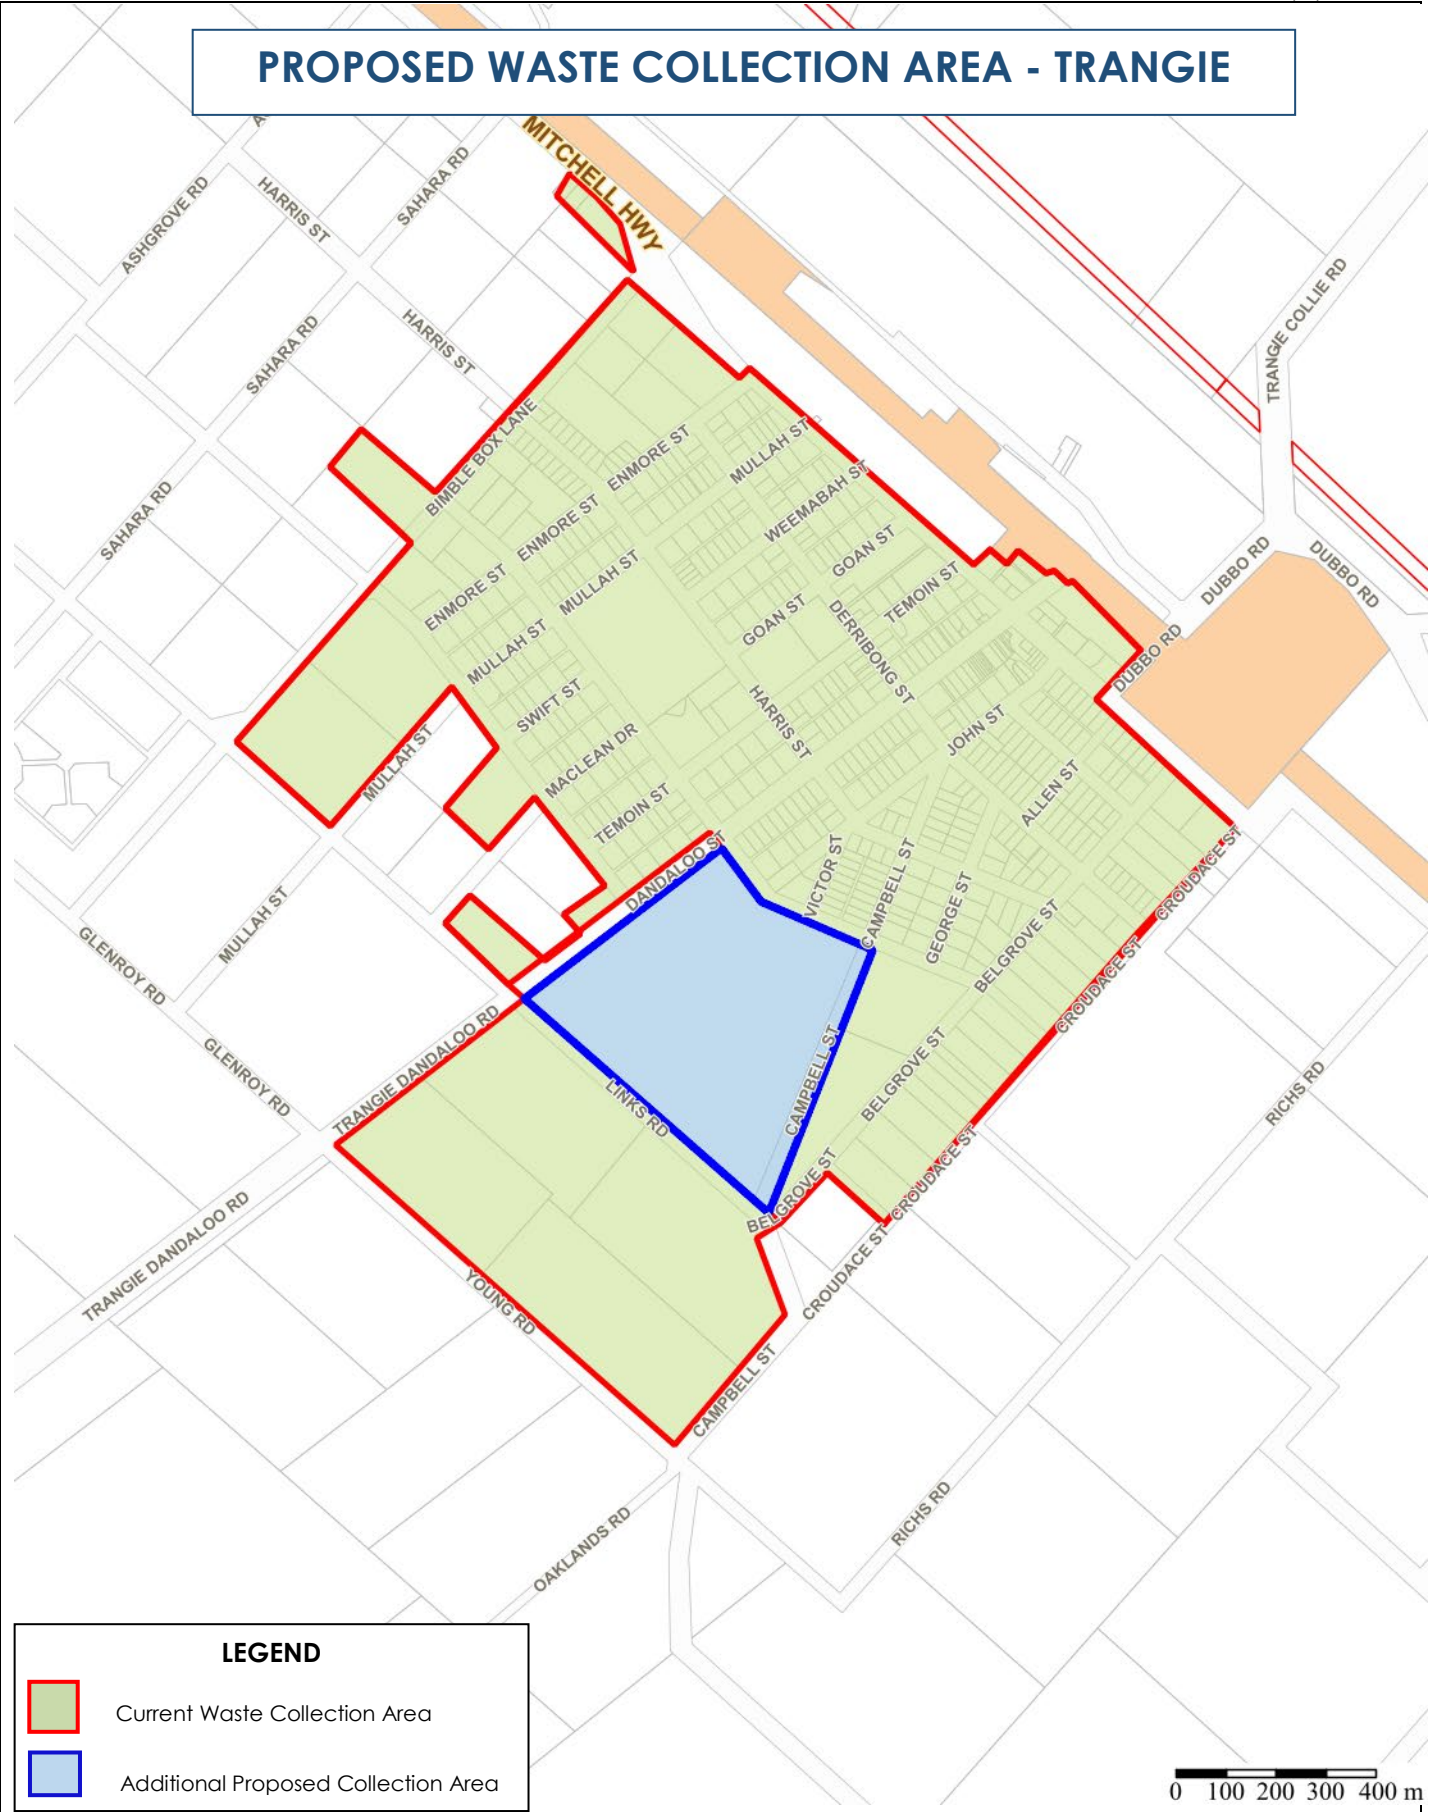 PROPOSED WASTE COLLECTION AREA - TRANGIE
MITCHELL HWY
SAHARA RD
HARRIS ST
ASHGROVE RD
TRANGIE COLLIE RD
SAHARA RD
HARRIS ST
BIMBLE BOX LANE
ENMORE ST
MULLAH ST
WEEMABAH ST
SAHARA RD
ENMORE ST
GOAN ST
DUBBO RD
DUBBO RD
ENMORE ST
MULLAH ST
TEMOIN ST
GOAN ST
DERRIBONG ST
MULLAH ST
DUBBO RD
SWIFT ST
HARRIS ST
JOHN ST
MULLAH ST
MACLEAN DR
ALLEN ST
TEMOIN ST
DANDALOO ST
VICTOR ST
CAMPBELL ST
GEORGE ST
CROUDACE ST
MULLAH ST
BELGROVE ST
GLENROY RD
CROUDACE ST
TRANGIE DANDALOO RD
GLENROY RD
LINKS RD
CAMPBELL ST
BELGROVE ST
RICHS RD
BELGROVE ST
CROUDACE ST
TRANGIE DANDALOO RD
CROUDACE ST
YOUNG RD
CAMPBELL ST
RICHS RD
OAKLANDS RD
LEGEND
Current Waste Collection Area
Additional Proposed Collection Area
0 100 200 300 400 m